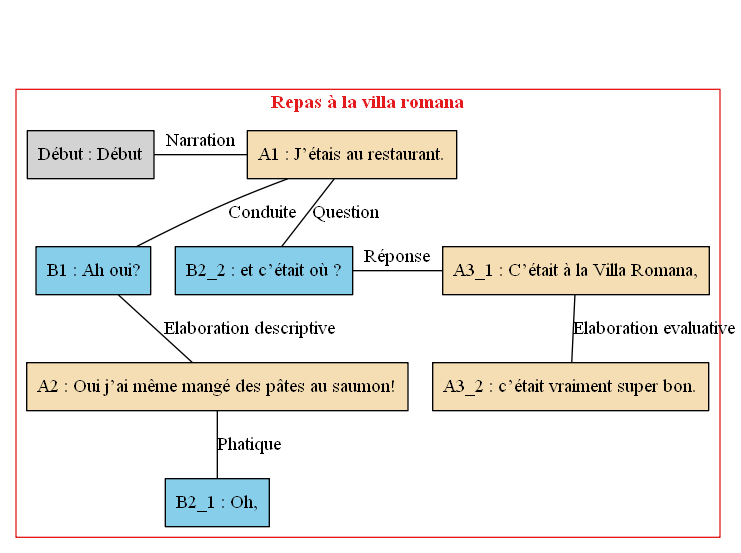 Repas à la villa romana
Début : Début
Narration
A1 : J’étais au restaurant.
Conduite
Question
B1 : Ah oui?
B2_2 : et c’était où ?
Réponse
A3_1 : C’était à la Villa Romana,
Elaboration descriptive
Elaboration evaluative
A2 : Oui j’ai même mangé des pâtes au saumon!
A3_2 : c’était vraiment super bon.
Phatique
B2_1 : Oh,